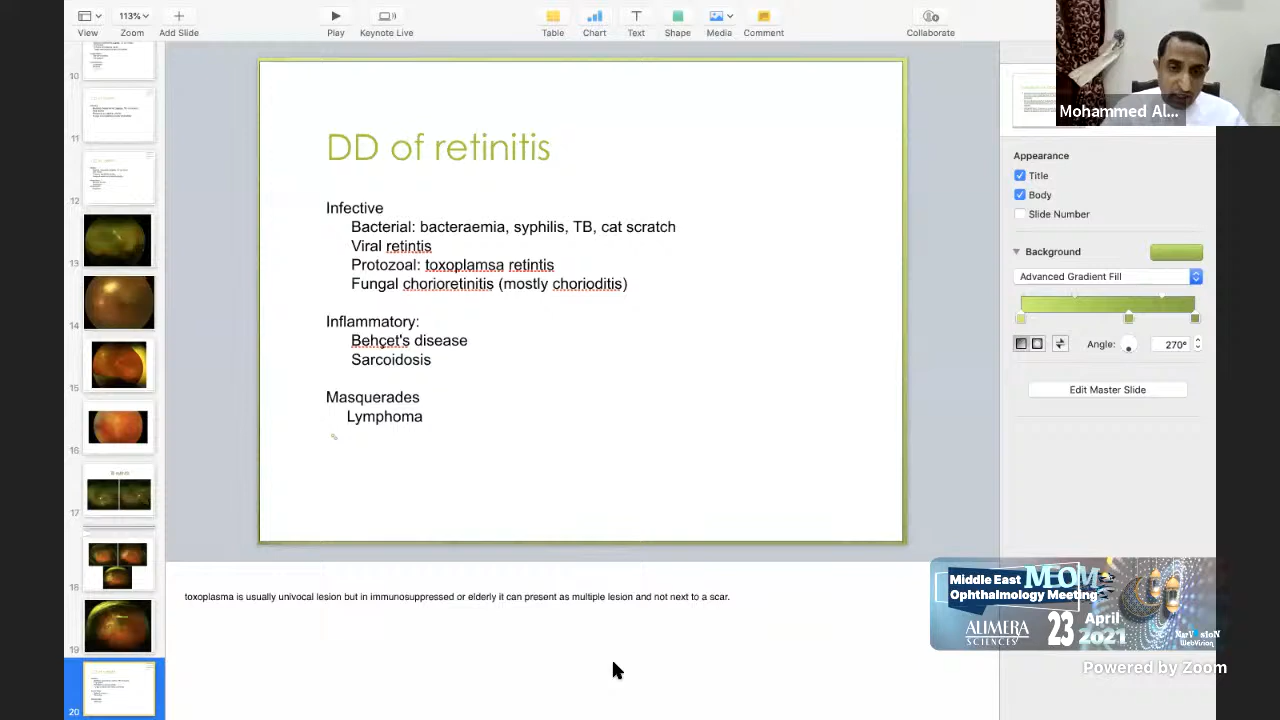 113%
View
Zoom
Add Slide
Play
Keynote Live
Table
Chart
Text
Shape
Media
Comment
Collaborate
Mohammed Al...
10
11
12
13
14
15
16
17
18
19
20
DD of retinitis
Infective
Bacterial: bacteraemia, syphilis, TB, cat scratch
Viral retintis
Protozoal: toxoplamsa retintis
Fungal chorioretinitis (mostly chorioditis)
Inflammatory:
Behçet's disease
Sarcoidosis
Masquerades
Lymphoma
toxoplasma is usually univocal lesion but in immunosuppressed or elderly it can present as multiple lesion and not next to a scar.
Appearance
Title
Body
Slide Number
Background
Advanced Gradient Fill
Angle:
270°
Edit Master Slide
Middle East
Ophthalmology Meeting
MEOM
ALIMERA
SCIENCES
23 April
2021
MarVision
WebVision
Powered by Zoom